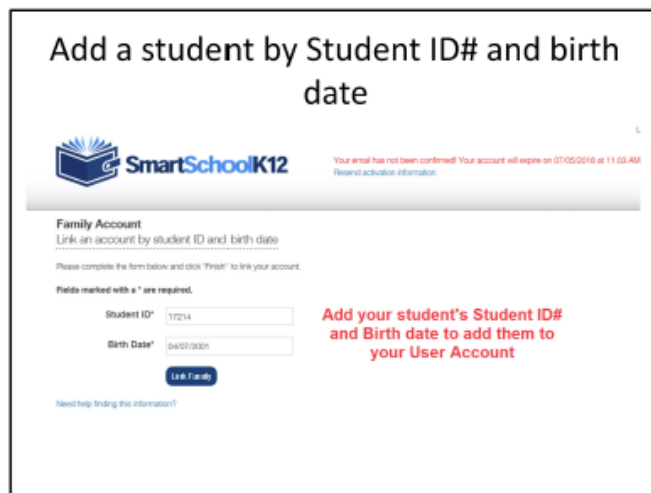 Add a student by Student ID# and birth
date
SmartSchoolK12
Your email has not been confirmed! Your account will expire on 07/05/2018 at 11:03 AM
Resend activation information
Family Account
Link an account by student ID and birth date
Please complete the form below and click "Finish" to link your account.
Fields marked with a * are required.
Student ID* 17214
Birth Date* 04/07/2001
Link Family
Add your student's Student ID#
and Birth date to add them to
your User Account
Need help finding this information?